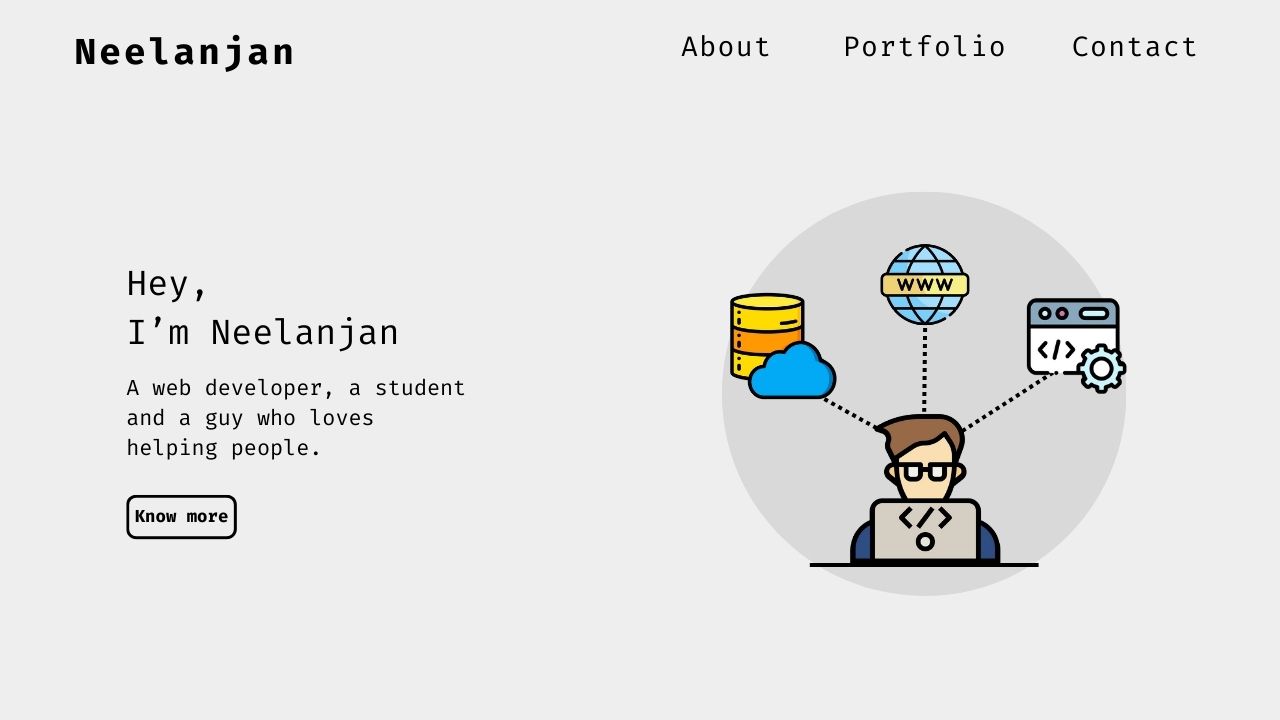 Neelanjan
About
Portfolio
Contact
Hey,
I’m Neelanjan
A web developer, a student
and a guy who loves
helping people.
Know more
WWW
</>
</>